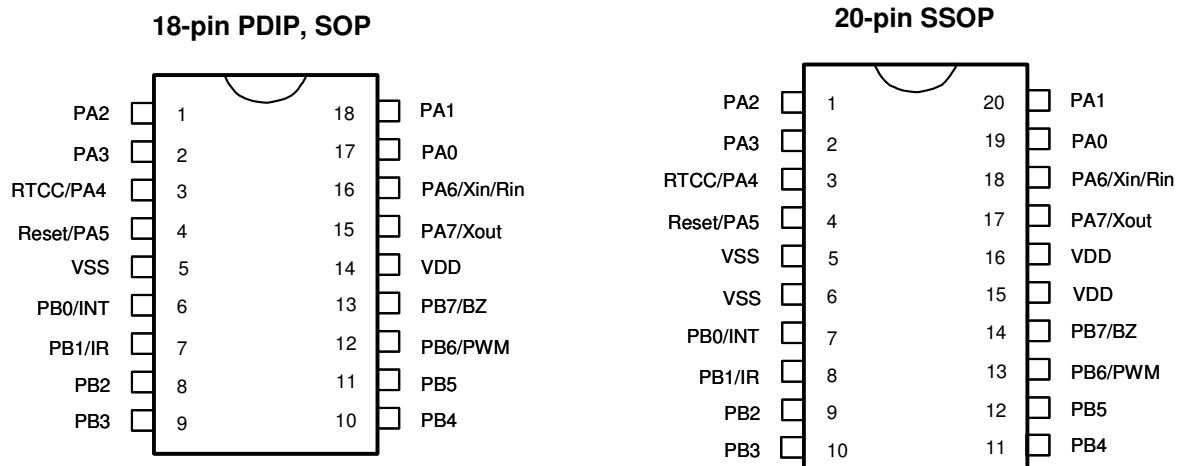 18-pin PDIP, SOP
PA2 1 18 PA1
PA3 2 17 PA0
RTCC/PA4 3 16 PA6/Xin/Rin
Reset/PA5 4 15 PA7/Xout
VSS 5 14 VDD
PB0/INT 6 13 PB7/BZ
PB1/IR 7 12 PB6/PWM
PB2 8 11 PB5
PB3 9 10 PB4
20-pin SSOP
PA2 1 20 PA1
PA3 2 19 PA0
RTCC/PA4 3 18 PA6/Xin/Rin
Reset/PA5 4 17 PA7/Xout
VSS 5 16 VDD
VSS 6 15 VDD
PB0/INT 7 14 PB7/BZ
PB1/IR 8 13 PB6/PWM
PB2 9 12 PB5
PB3 10 11 PB4